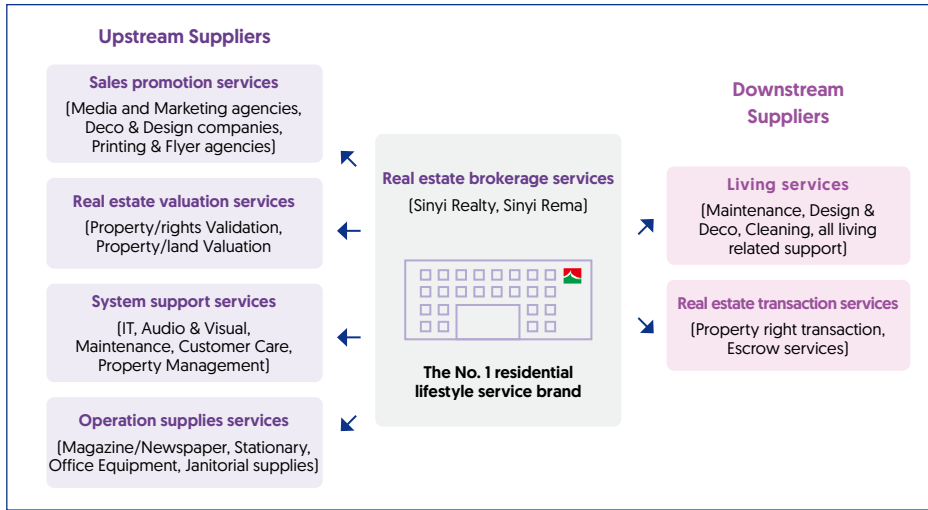 Upstream Suppliers
Sales promotion services
(Media and Marketing agencies,
Deco & Design companies,
Printing & Flyer agencies)
Real estate valuation services
(Property/rights Validation,
Property/land Valuation
System support services
(IT, Audio & Visual,
Maintenance, Customer Care,
Property Management)
Operation supplies services
(Magazine/Newspaper, Stationary,
Office Equipment, Janitorial supplies)
Real estate brokerage services
(Sinyi Realty, Sinyi Rema)
The No. 1 residential
lifestyle service brand
Downstream
Suppliers
Living services
(Maintenance, Design &
Deco, Cleaning, all living
related support)
Real estate transaction services
(Property right transaction,
Escrow services)